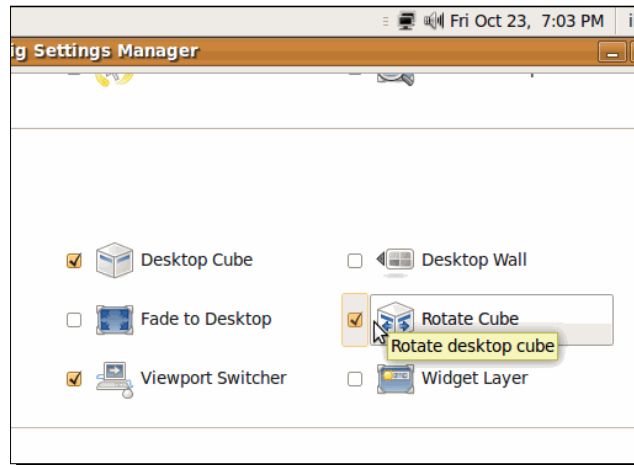 Fri Oct 23, 7:03 PM
ig Settings Manager
Desktop Cube
Desktop Wall
Fade to Desktop
Rotate Cube
Rotate desktop cube
Viewport Switcher
Widget Layer